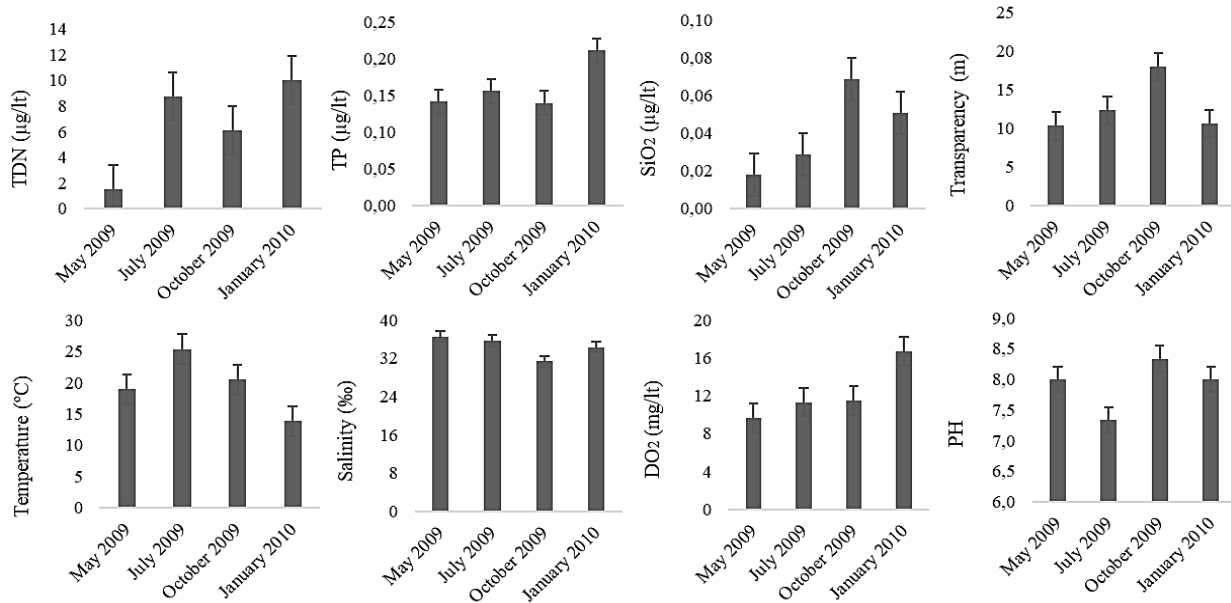 TDN (µg/lt)
14
12
10
8
6
4
2
0
May 2009
July 2009
October 2009
January 2010
TP (µg/lt)
0,25
0,20
0,15
0,10
0,05
0,00
May 2009
July 2009
October 2009
January 2010
SiO2 (µg/lt)
0,10
0,08
0,06
0,04
0,02
0,00
May 2009
July 2009
October 2009
January 2010
Transparency (m)
25
20
15
10
5
0
May 2009
July 2009
October 2009
January 2010
Temperature (°C)
30
25
20
15
10
5
0
May 2009
July 2009
October 2009
January 2010
Salinity (‰)
40
32
24
16
8
0
May 2009
July 2009
October 2009
January 2010
DO2 (mg/lt)
20
16
12
8
4
0
May 2009
July 2009
October 2009
January 2010
PH
9,0
8,5
8,0
7,5
7,0
6,5
6,0
May 2009
July 2009
October 2009
January 2010